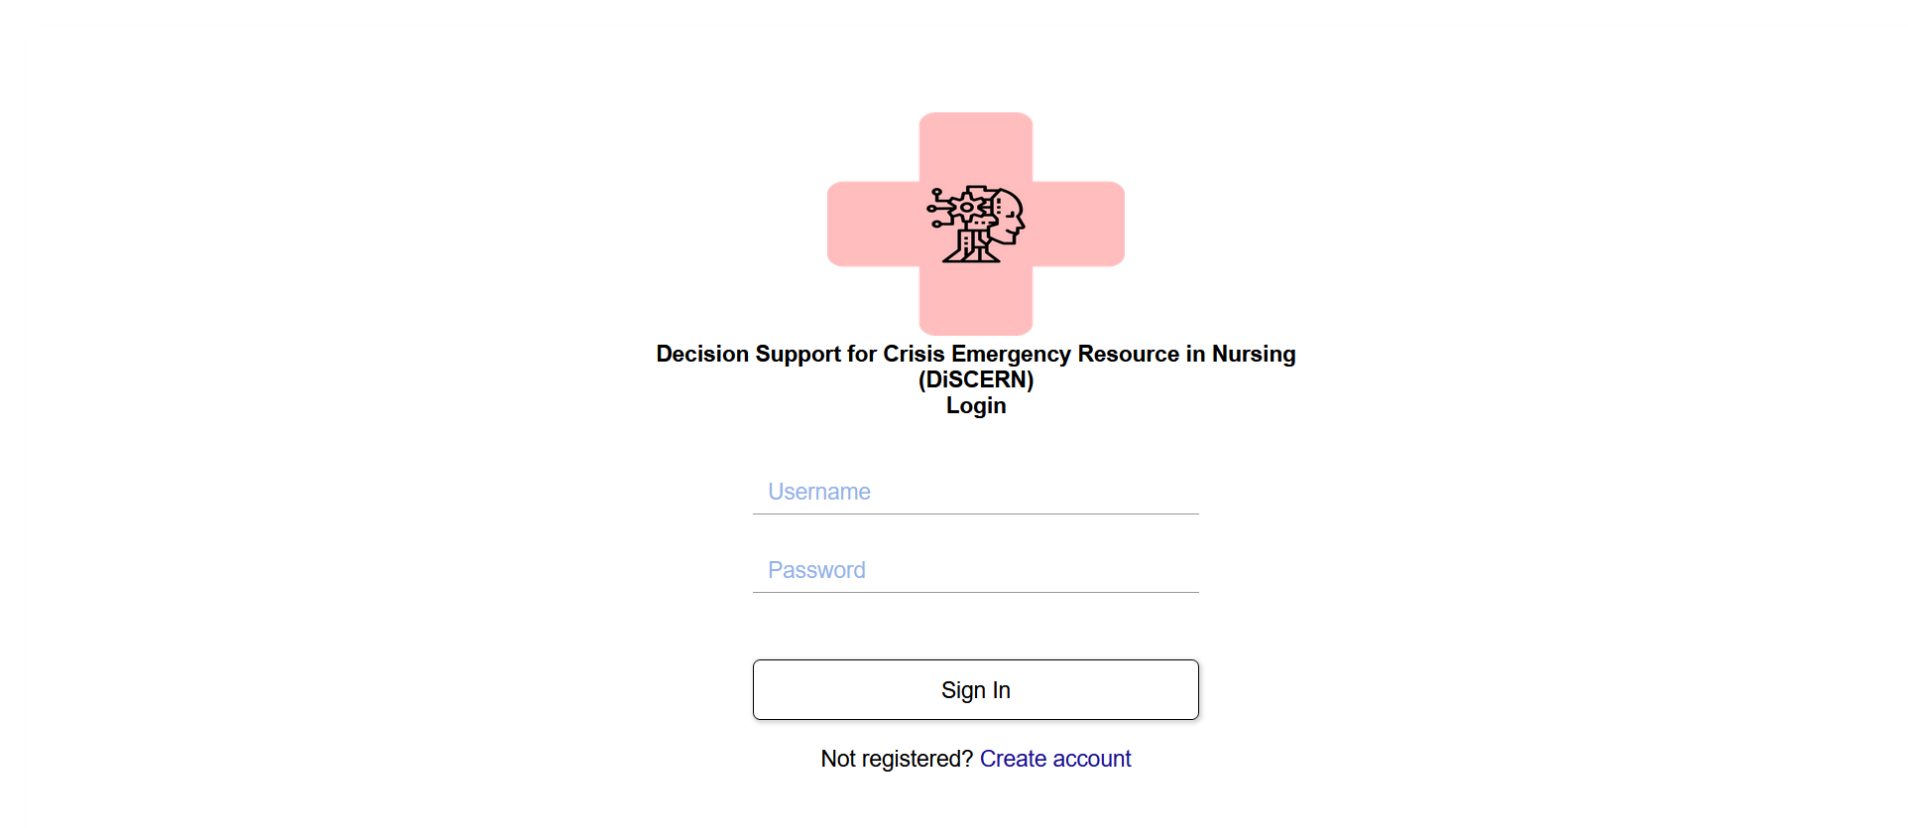 Decision Support for Crisis Emergency Resource in Nursing
(DiSCERN)
Login
Username
Password
Sign In
Not registered? Create account